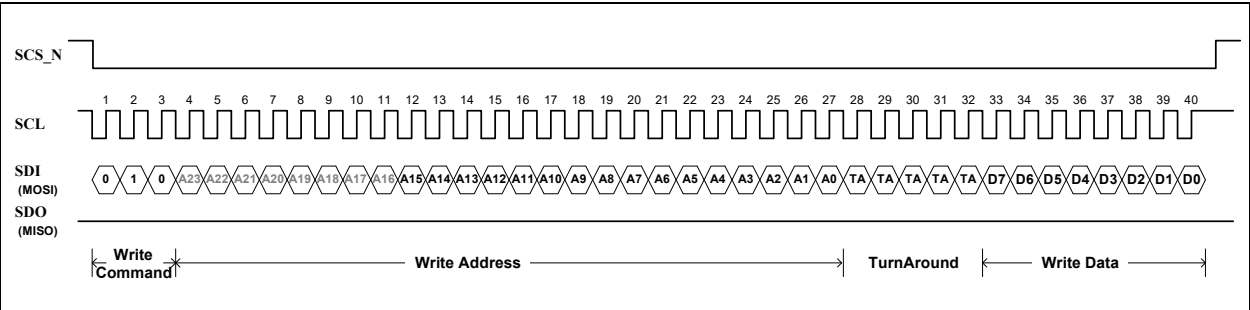 SCS_N
1 2 3 4 5 6 7 8 9 10 11 12 13 14 15 16 17 18 19 20 21 22 23 24 25 26 27 28 29 30 31 32 33 34 35 36 37 38 39 40
SCL
SDI
(MOSI)
0 1 0 A23 A22 A21 A20 A19 A18 A17 A16 A15 A14 A13 A12 A11 A10 A9 A8 A7 A6 A5 A4 A3 A2 A1 A0 TA TA TA TA TA D7 D6 D5 D4 D3 D2 D1 D0
SDO
(MISO)
Write
Command
Write Address
TurnAround
Write Data